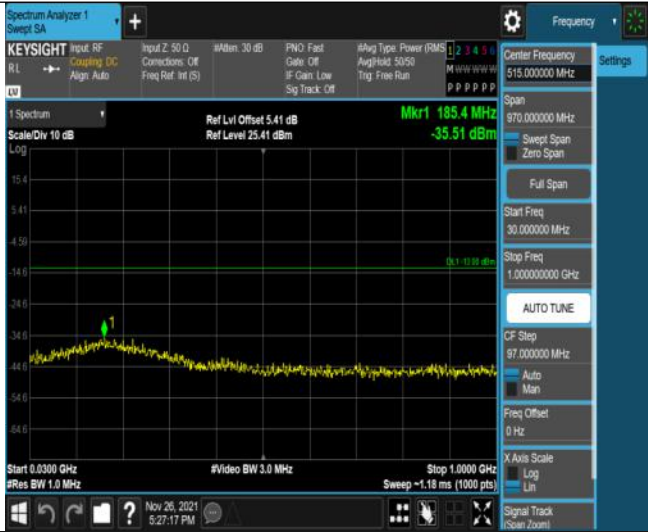 Spectrum Analyzer 1
Swept SA
+
Frequency
KEYSIGHT
RL
LV
Input: RF
Coupling: DC
Align: Auto
Input Z: 50 Ω
Corrections: Off
Freq Ref: Int (S)
#Atten: 30 dB
PNO: Fast
Gate: Off
IF Gain: Low
Sig Track: Off
#Avg Type: Power (RMS
Avg|Hold: 50/50
Trig: Free Run
1 2 3 4 5 6
M W W W W W
P P P P P P
Center Frequency
515.000000 MHz
Settings
Span
970.000000 MHz
Swept Span
Zero Span
Full Span
Start Freq
30.000000 MHz
Stop Freq
1.000000000 GHz
AUTO TUNE
CF Step
97.000000 MHz
Auto
Man
Freq Offset
0 Hz
X Axis Scale
Log
Lin
Signal Track
(Span Zoom)
1 Spectrum
Scale/Div 10 dB
Log
Ref Lvl Offset 5.41 dB
Ref Level 25.41 dBm
Mkr1 185.4 MHz
-35.51 dBm
15.4
5.41
-4.59
DL1 -13.00 dBm
-14.6
-24.6
-34.6
1
-44.6
-54.6
-64.6
Start 0.0300 GHz
#Res BW 1.0 MHz
#Video BW 3.0 MHz
Stop 1.0000 GHz
Sweep ~1.18 ms (1000 pts)
?
Nov 26, 2021
5:27:17 PM